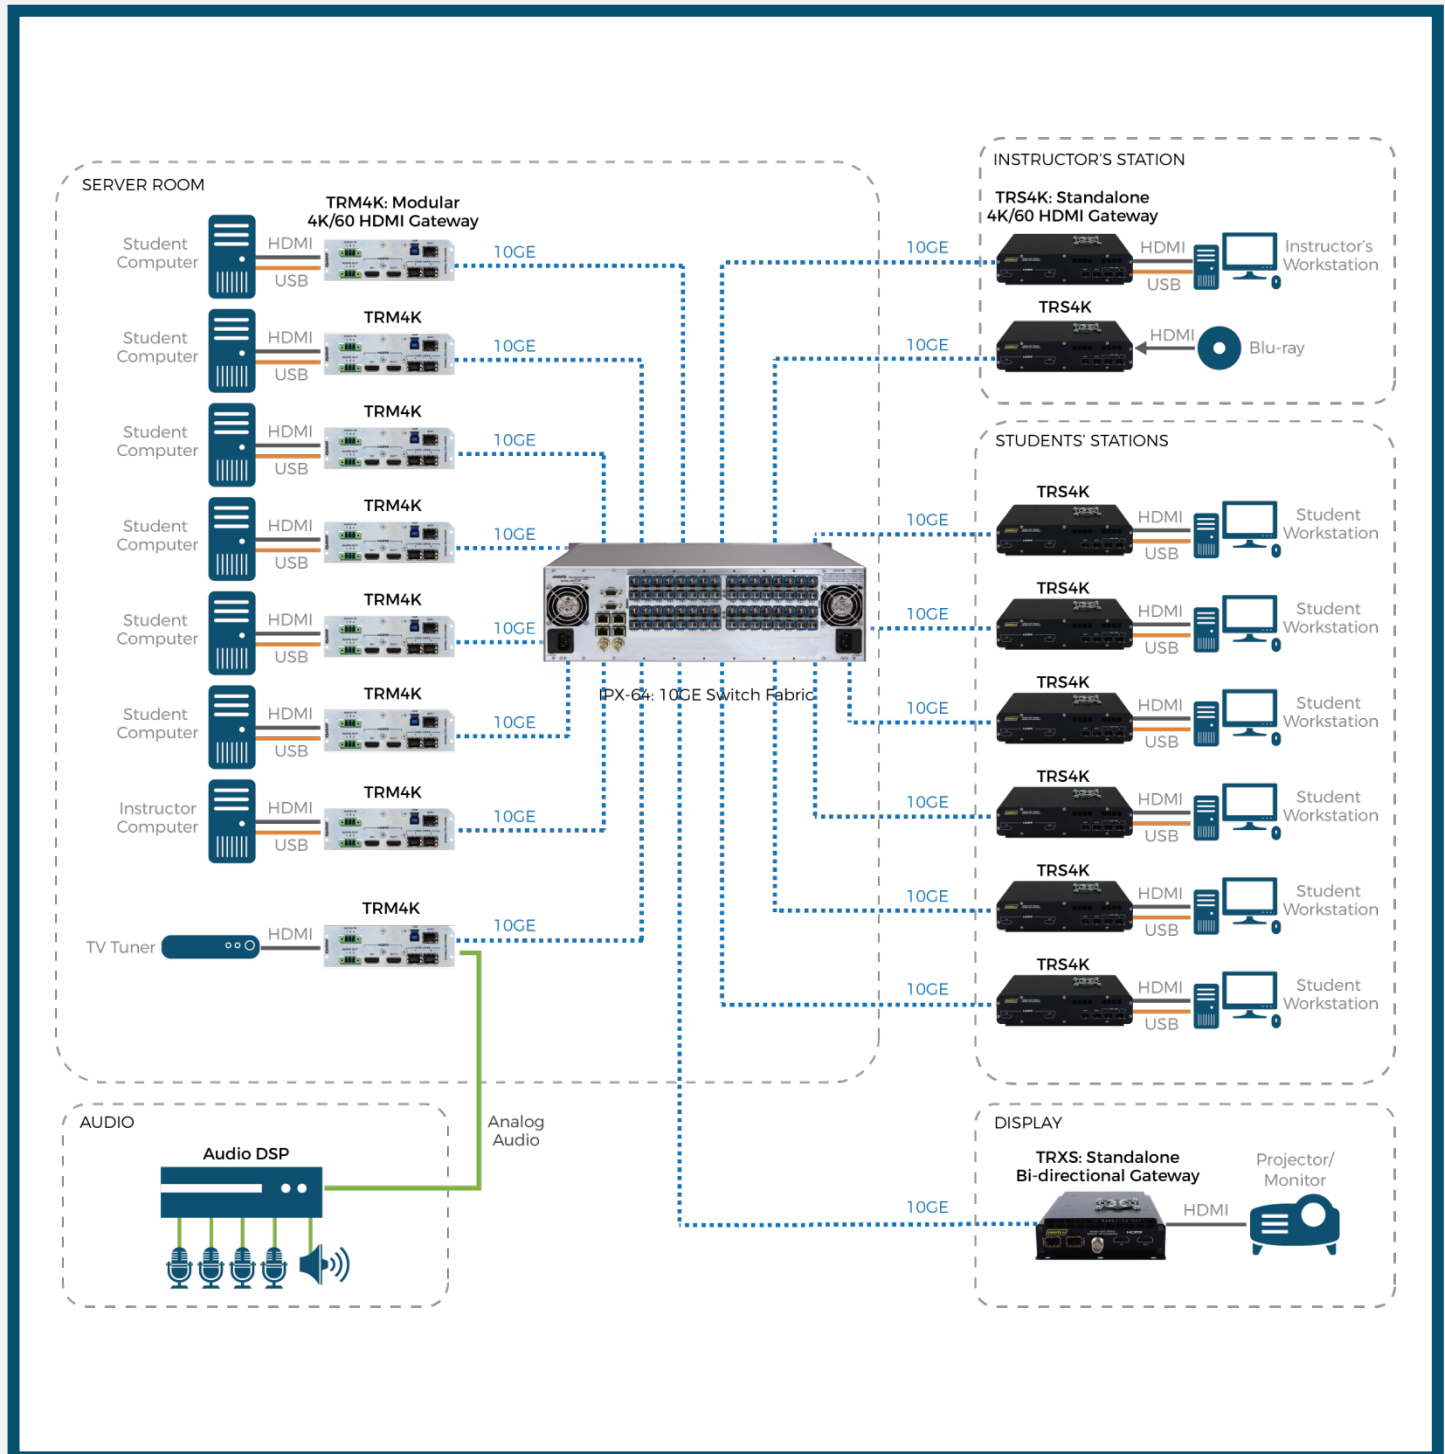 SERVER ROOM
TRM4K: Modular
4K/60 HDMI Gateway
Student
Computer
HDMI
USB
10GE
TRM4K
Student
Computer
HDMI
USB
10GE
TRM4K
Student
Computer
HDMI
USB
10GE
TRM4K
Student
Computer
HDMI
USB
10GE
TRM4K
Student
Computer
HDMI
USB
10GE
TRM4K
Student
Computer
HDMI
USB
10GE
TRM4K
Instructor
Computer
HDMI
USB
10GE
TRM4K
TV Tuner
HDMI
10GE
IPX-64: 10GE Switch Fabric
AUDIO
Audio DSP
Analog
Audio
INSTRUCTOR'S STATION
TRS4K: Standalone
4K/60 HDMI Gateway
10GE
HDMI
USB
Instructor's
Workstation
TRS4K
10GE
HDMI
Blu-ray
STUDENTS' STATIONS
TRS4K
10GE
HDMI
USB
Student
Workstation
TRS4K
10GE
HDMI
USB
Student
Workstation
TRS4K
10GE
HDMI
USB
Student
Workstation
TRS4K
10GE
HDMI
USB
Student
Workstation
TRS4K
10GE
HDMI
USB
Student
Workstation
TRS4K
10GE
HDMI
USB
Student
Workstation
DISPLAY
TRXS: Standalone
Bi-directional Gateway
10GE
HDMI
Projector/
Monitor